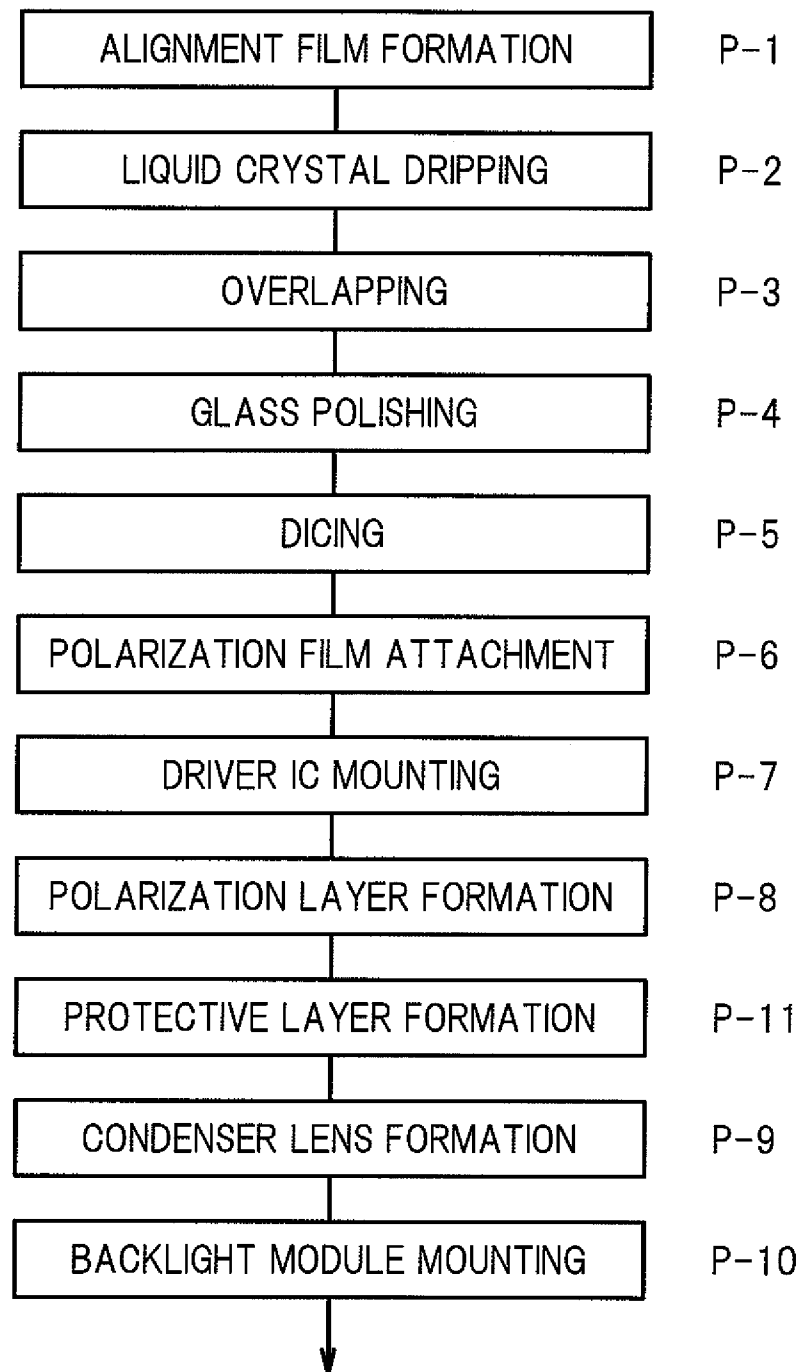 ALIGNMENT FILM FORMATION P-1
LIQUID CRYSTAL DRIPPING P-2
OVERLAPPING P-3
GLASS POLISHING P-4
DICING P-5
POLARIZATION FILM ATTACHMENT P-6
DRIVER IC MOUNTING P-7
POLARIZATION LAYER FORMATION P-8
PROTECTIVE LAYER FORMATION P-11
CONDENSER LENS FORMATION P-9
BACKLIGHT MODULE MOUNTING P-10